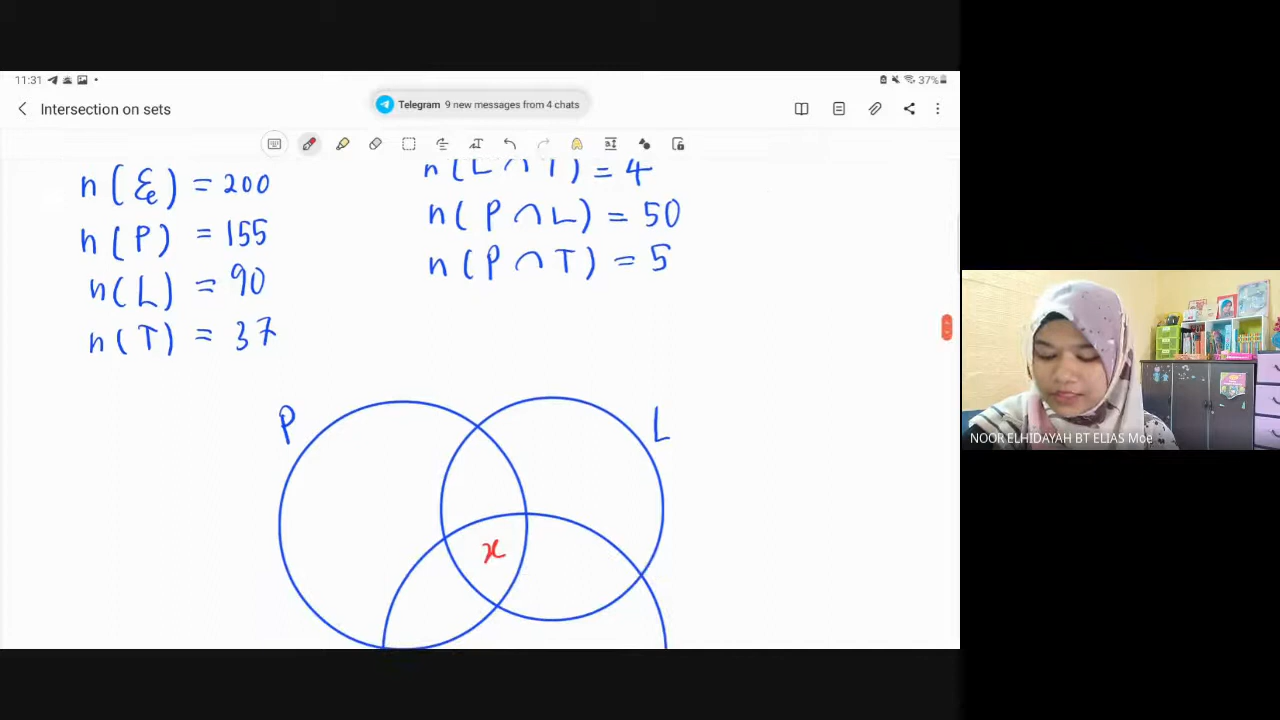 11:31 37%
Intersection on sets
Telegram 9 new messages from 4 chats
n(ξ) = 200
n(P) = 155
n(L) = 90
n(T) = 37
n(L ∩ T) = 4
n(P ∩ L) = 50
n(P ∩ T) = 5
P
L
x
NOOR ELHIDAYAH BT ELIAS Moe